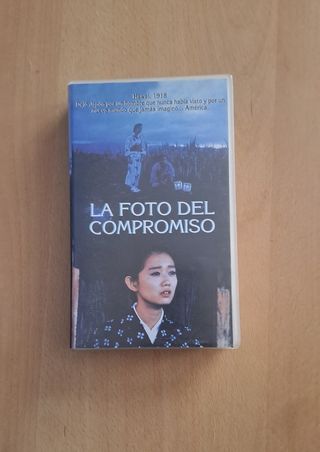 Hawai, 1918
Dejó Japón por un hombre que nunca había visto y por un
nuevo mundo que jamás imaginó... América.
LA FOTO DEL
COMPROMISO